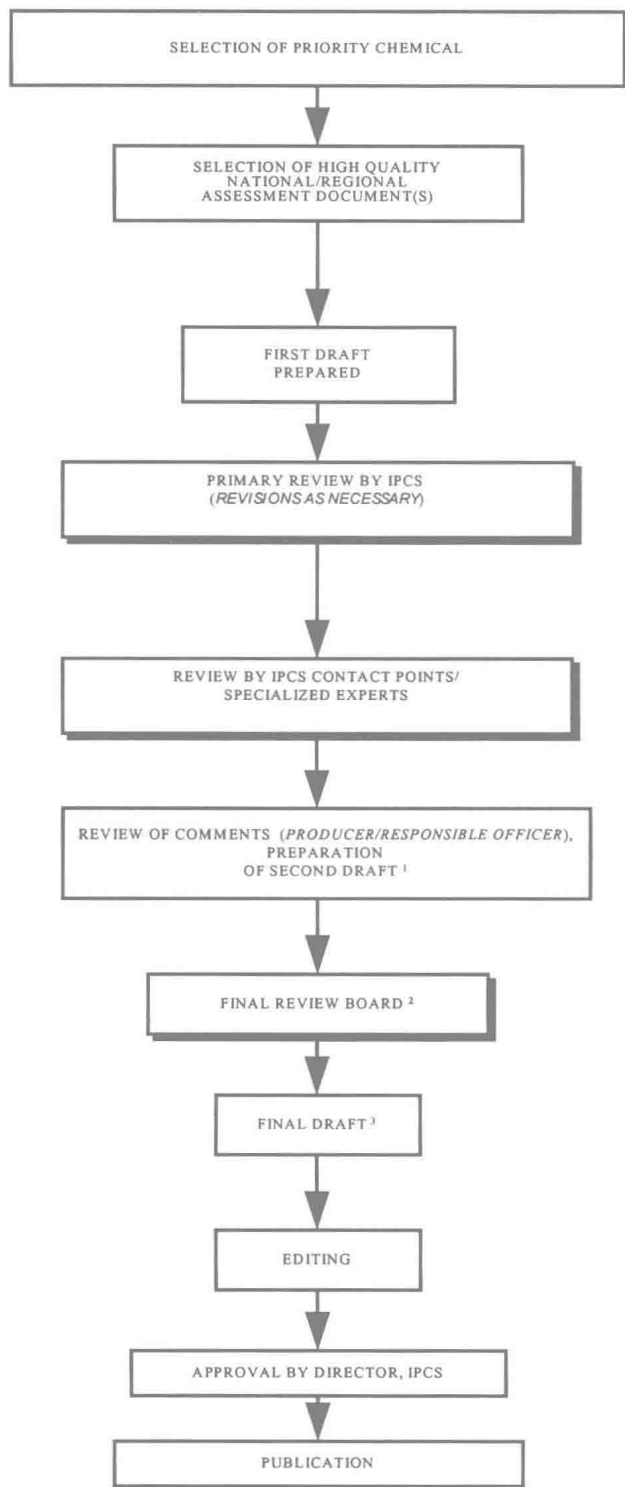 SELECTION OF PRIORITY CHEMICAL
SELECTION OF HIGH QUALITY
NATIONAL/REGIONAL
ASSESSMENT DOCUMENT(S)
FIRST DRAFT
PREPARED
PRIMARY REVIEW BY IPCS
(REVISIONS AS NECESSARY)
REVIEW BY IPCS CONTACT POINTS/
SPECIALIZED EXPERTS
REVIEW OF COMMENTS (PRODUCER/RESPONSIBLE OFFICER),
PREPARATION
OF SECOND DRAFT ¹
FINAL REVIEW BOARD ²
FINAL DRAFT ³
EDITING
APPROVAL BY DIRECTOR, IPCS
PUBLICATION